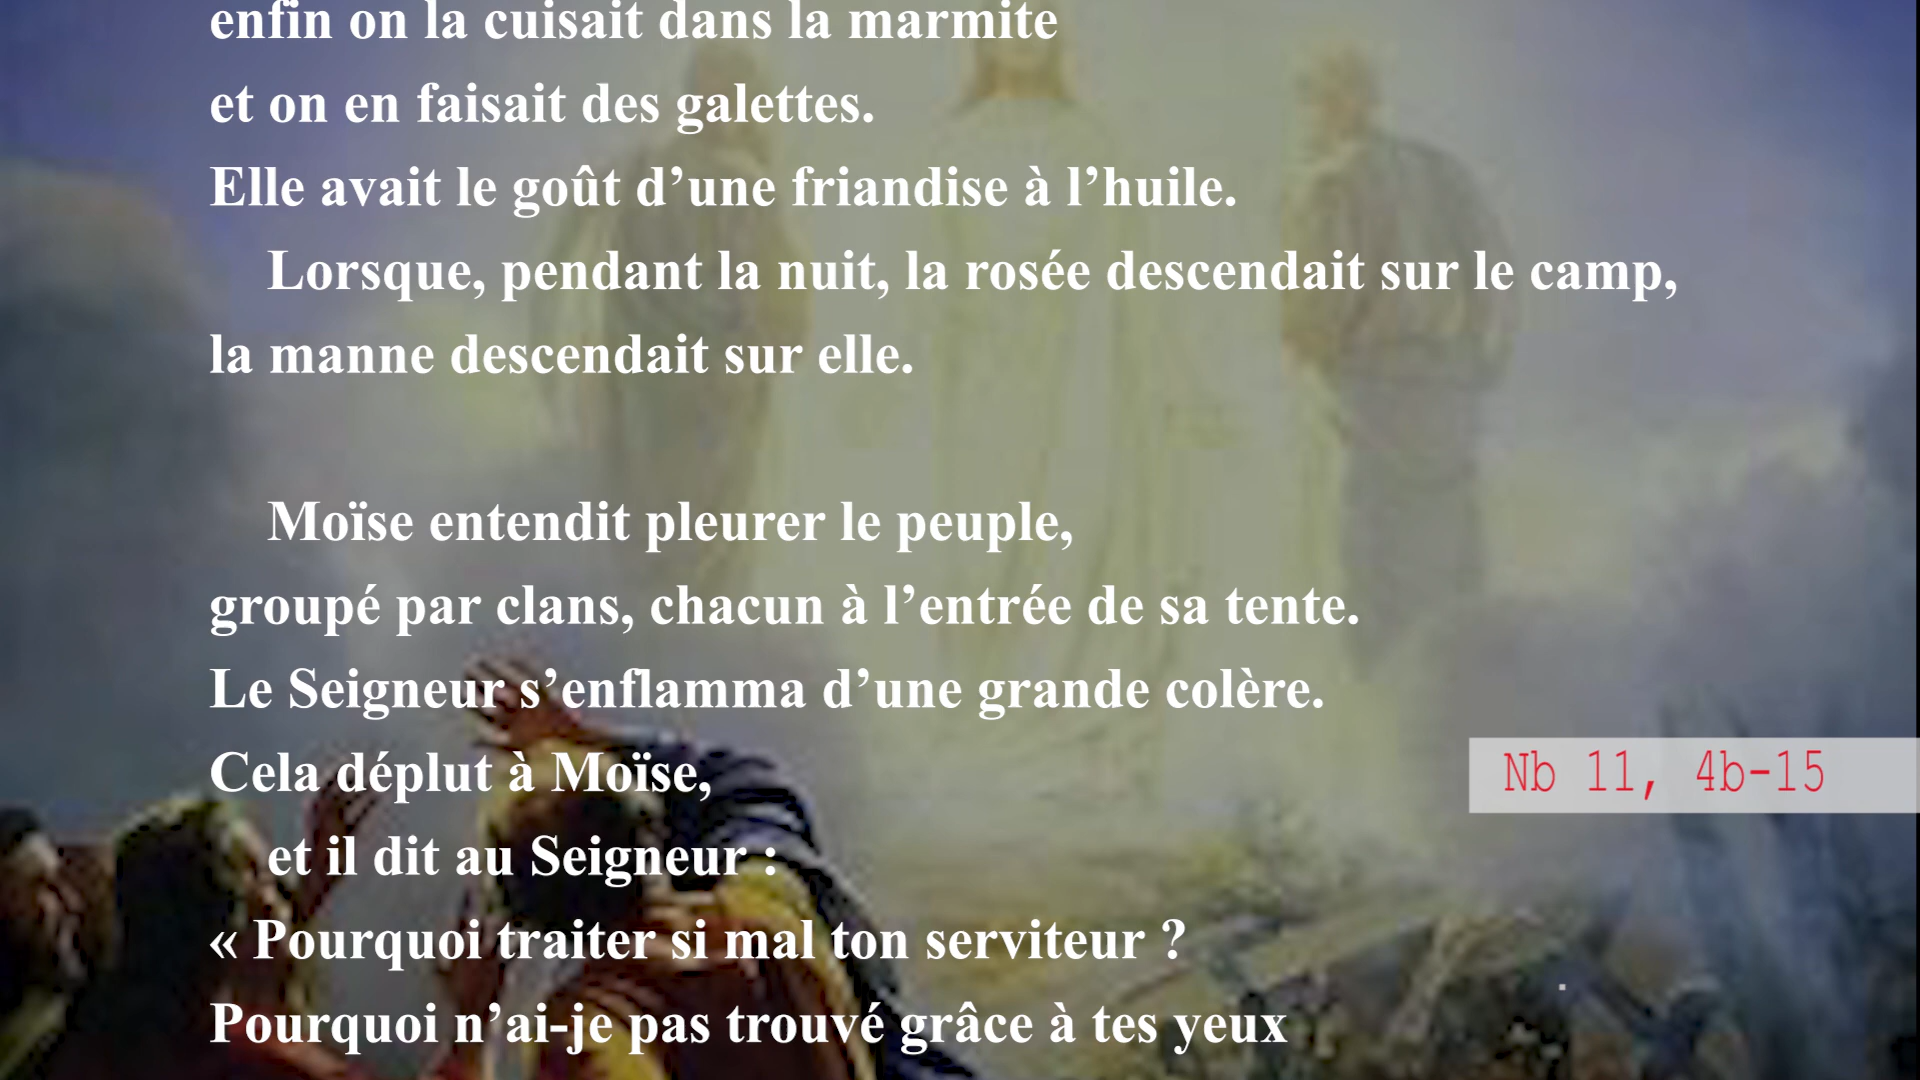 enfin on la cuisait dans la marmite
et on en faisait des galettes.
Elle avait le goût d’une friandise à l’huile.
Lorsque, pendant la nuit, la rosée descendait sur le camp,
la manne descendait sur elle.
Moïse entendit pleurer le peuple,
groupé par clans, chacun à l’entrée de sa tente.
Le Seigneur s’enflamma d’une grande colère.
Cela déplut à Moïse,
Nb 11, 4b-15
et il dit au Seigneur :
« Pourquoi traiter si mal ton serviteur ?
Pourquoi n’ai-je pas trouvé grâce à tes yeux